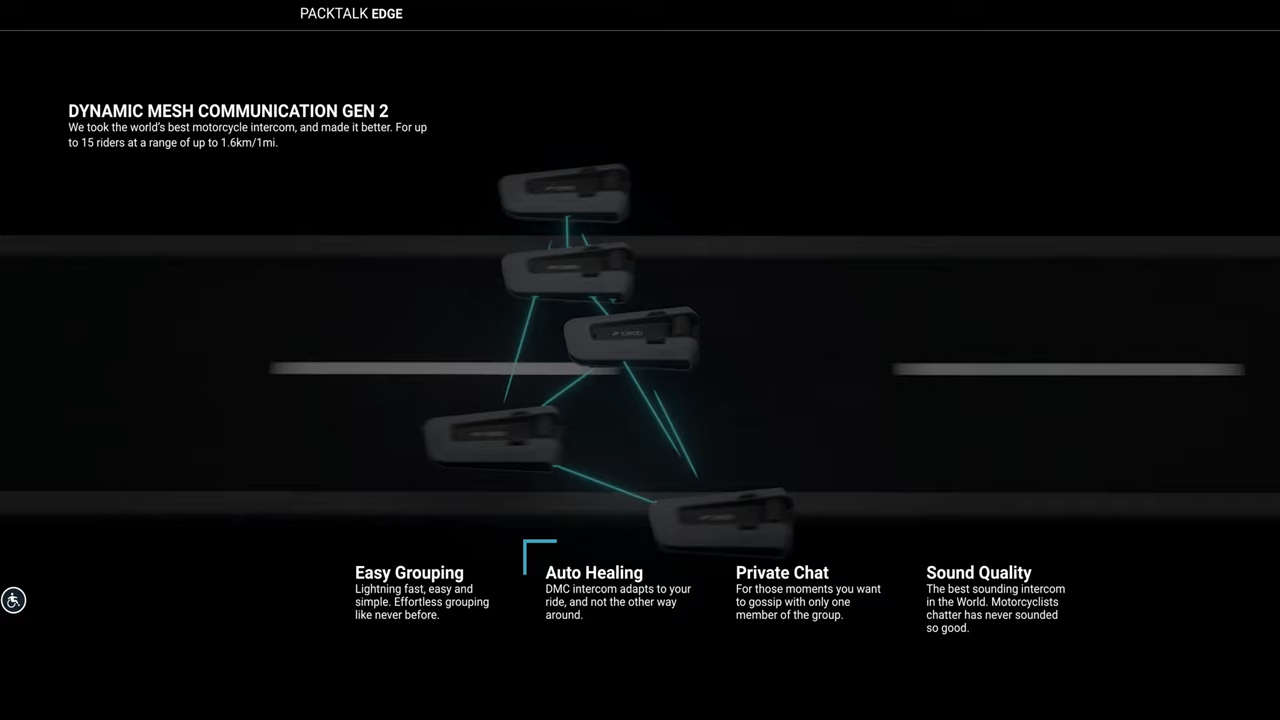 PACKTALK EDGE
DYNAMIC MESH COMMUNICATION GEN 2
We took the world's best motorcycle intercom, and made it better. For up
to 15 riders at a range of up to 1.6km/1mi.
cardo
Easy Grouping
Lightning fast, easy and
simple. Effortless grouping
like never before.
Auto Healing
DMC intercom adapts to your
ride, and not the other way
around.
Private Chat
For those moments you want
to gossip with only one
member of the group.
Sound Quality
The best sounding intercom
in the World. Motorcyclists
chatter has never sounded
so good.